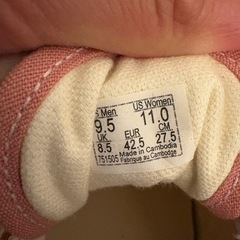 US Men US Women
9.5 11.0
UK EUR CM
8.5 42.5 27.5
751505 Made in Cambodia
Fabriqué au Cambodge